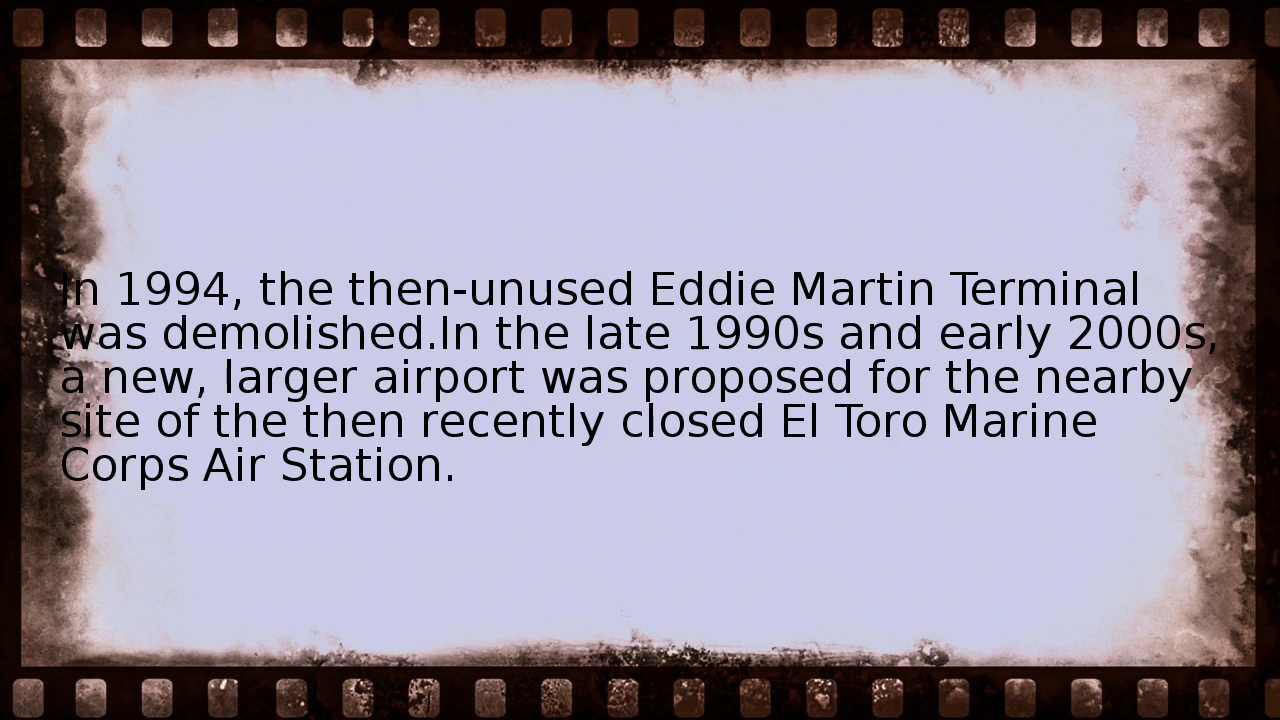 In 1994, the then-unused Eddie Martin Terminal
was demolished.In the late 1990s and early 2000s,
a new, larger airport was proposed for the nearby
site of the then recently closed El Toro Marine
Corps Air Station.